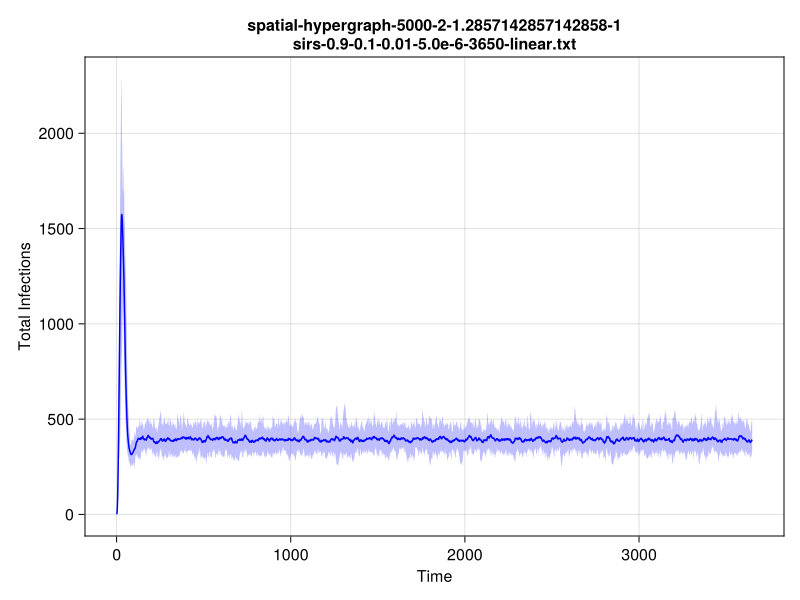 spatial-hypergraph-5000-2-1.2857142857142858-1
sirs-0.9-0.1-0.01-5.0e-6-3650-linear.txt
Total Infections
2000
1500
1000
500
0
0 1000 2000 3000
Time